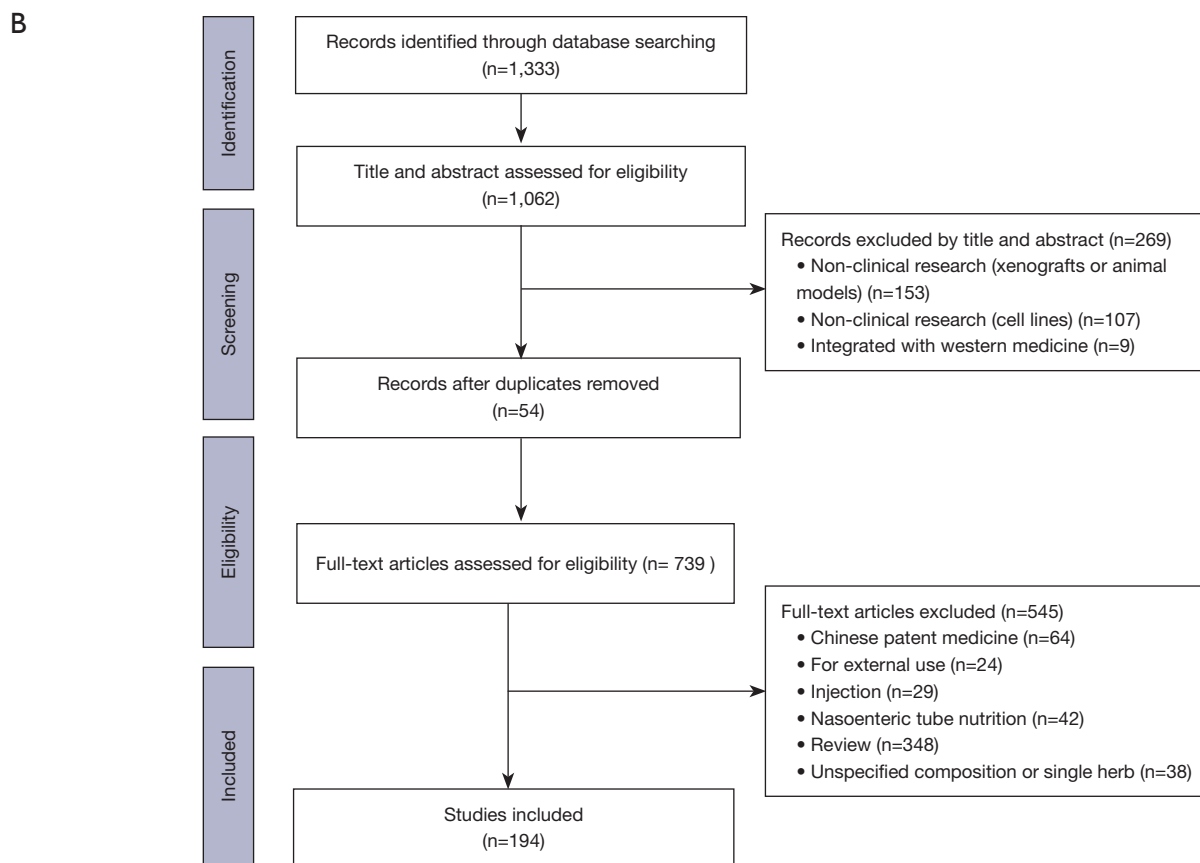 B
Identification
Records identified through database searching
(n=1,333)
Title and abstract assessed for eligibility
(n=1,062)
Screening
Records excluded by title and abstract (n=269)
• Non-clinical research (xenografts or animal
models) (n=153)
• Non-clinical research (cell lines) (n=107)
• Integrated with western medicine (n=9)
Records after duplicates removed
(n=54)
Eligibility
Full-text articles assessed for eligibility (n= 739 )
Full-text articles excluded (n=545)
• Chinese patent medicine (n=64)
• For external use (n=24)
• Injection (n=29)
• Nasoenteric tube nutrition (n=42)
• Review (n=348)
• Unspecified composition or single herb (n=38)
Included
Studies included
(n=194)